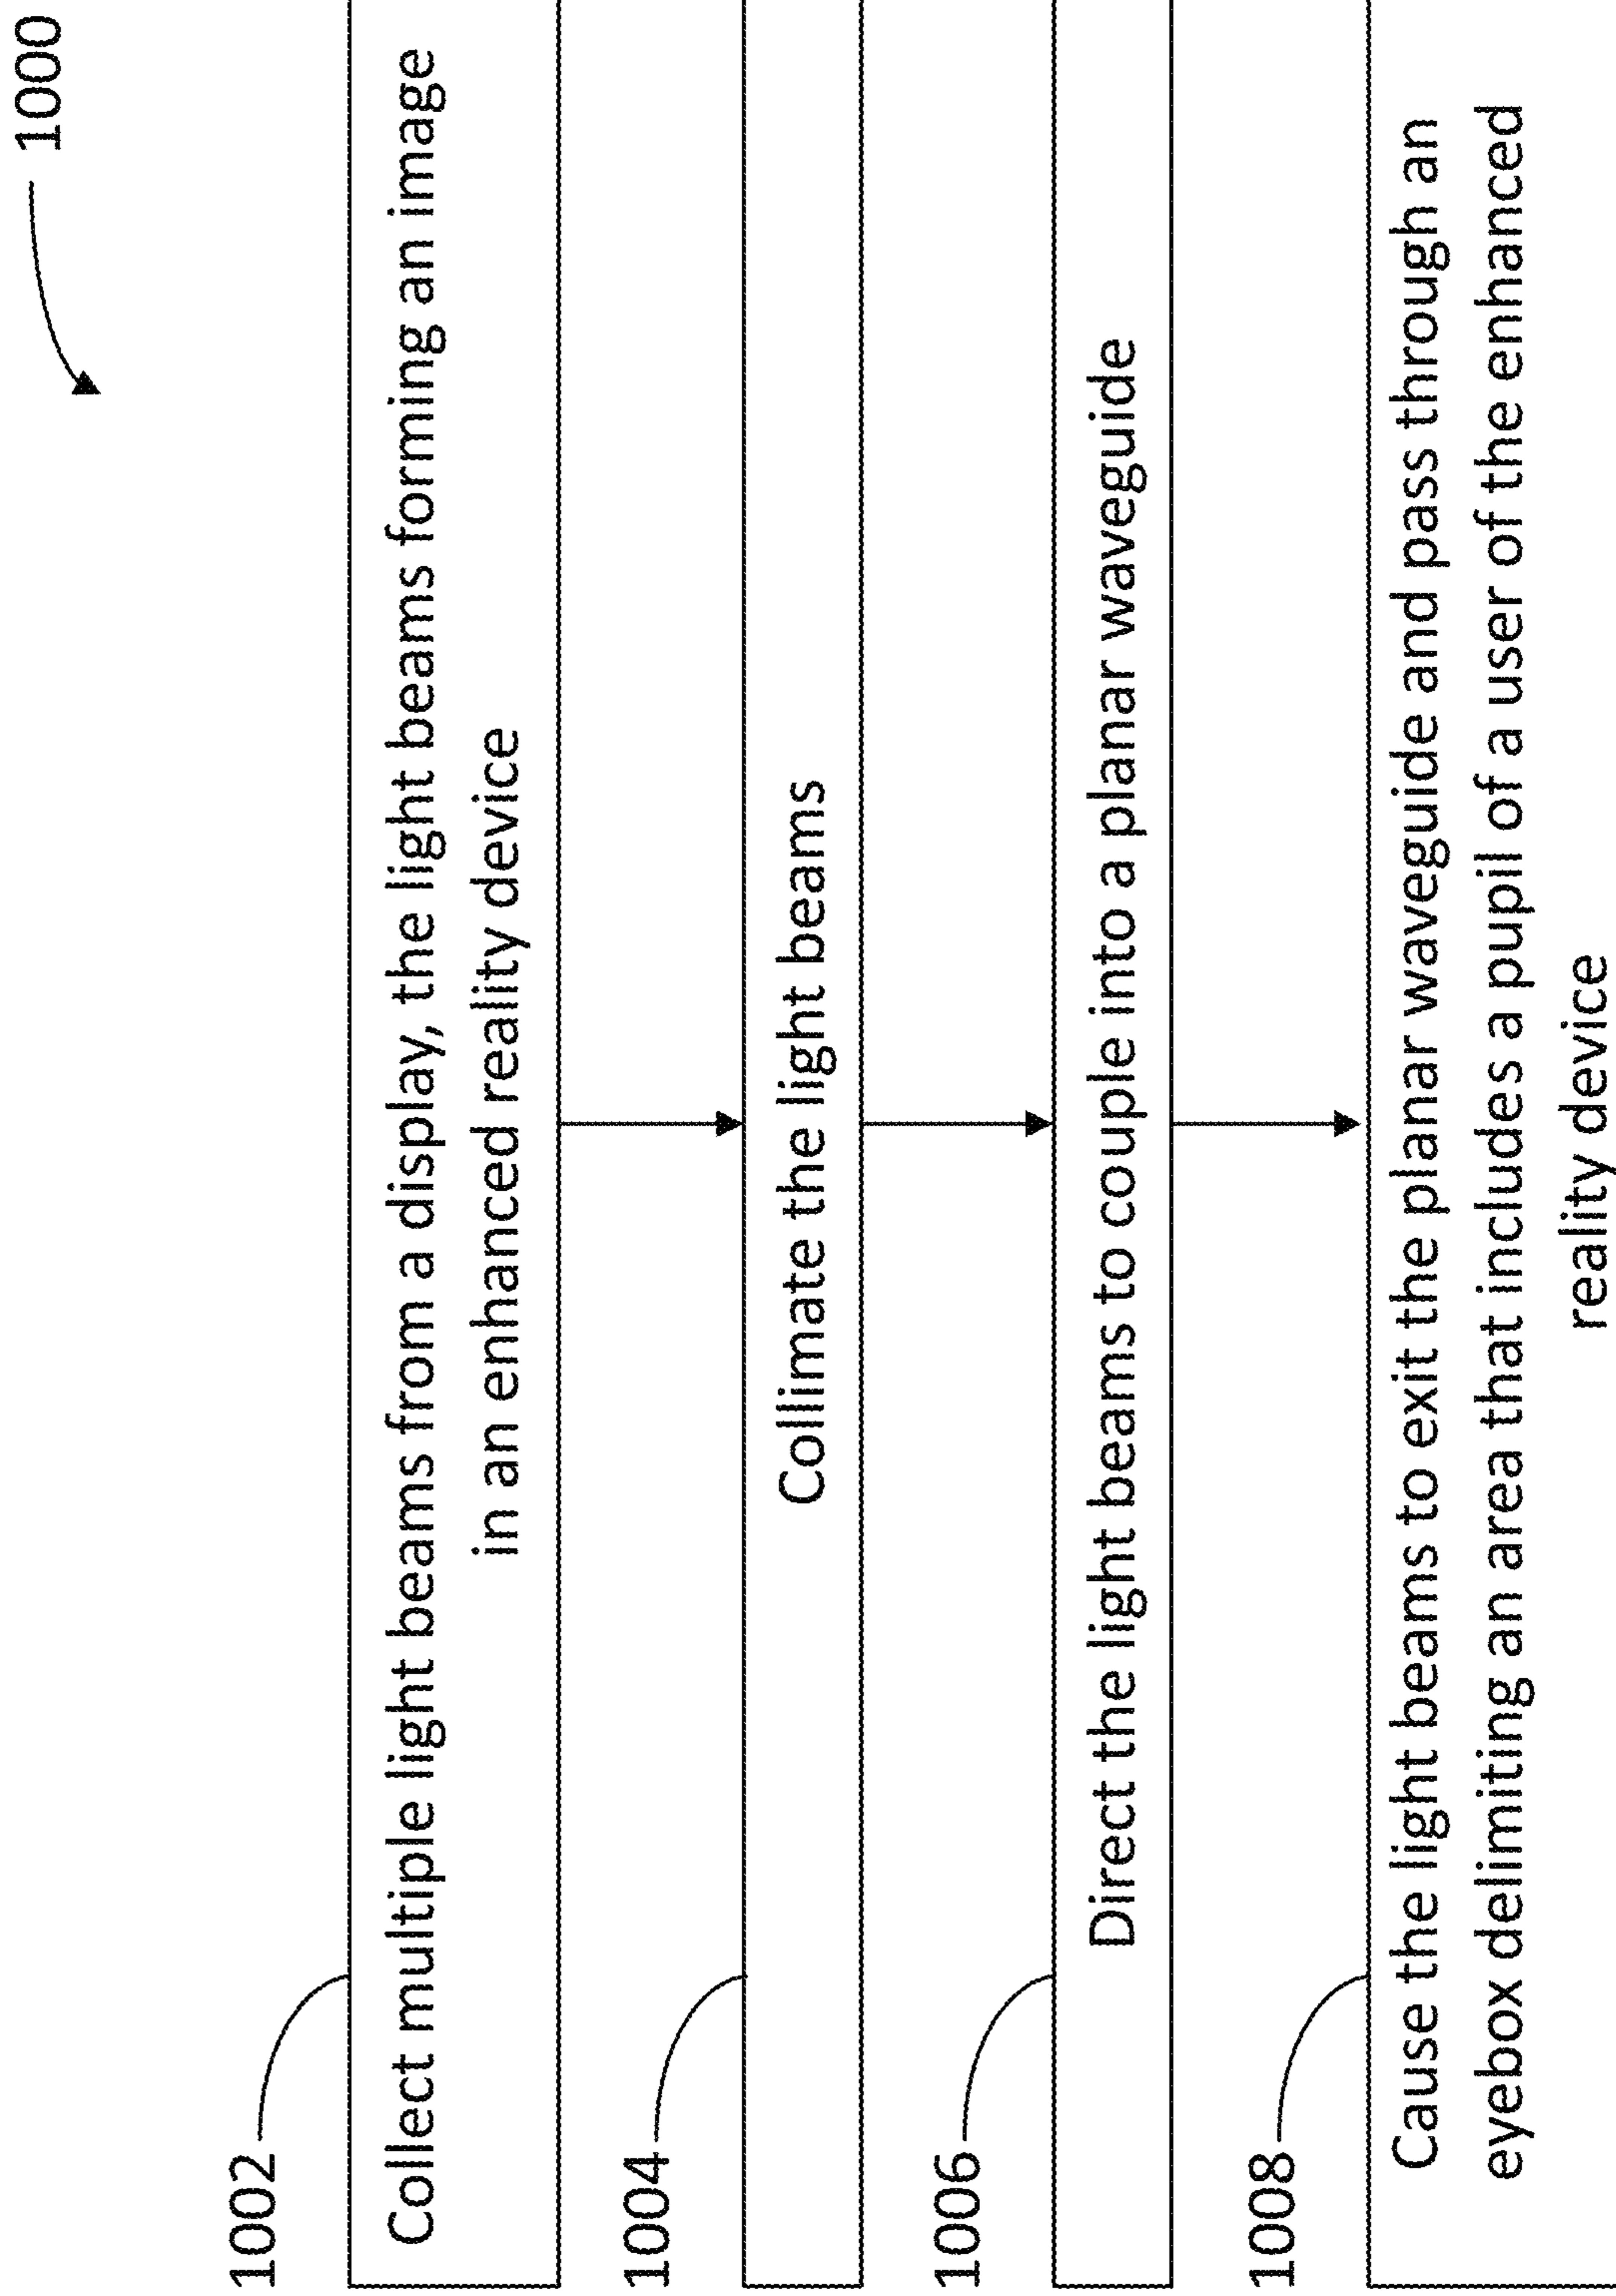 1000
1002
Collect multiple light beams from a display, the light beams forming an image
in an enhanced reality device
1004
Collimate the light beams
1006
Direct the light beams to couple into a planar waveguide
1008
Cause the light beams to exit the planar waveguide and pass through an
eyebox delimiting an area that includes a pupil of a user of the enhanced
reality device